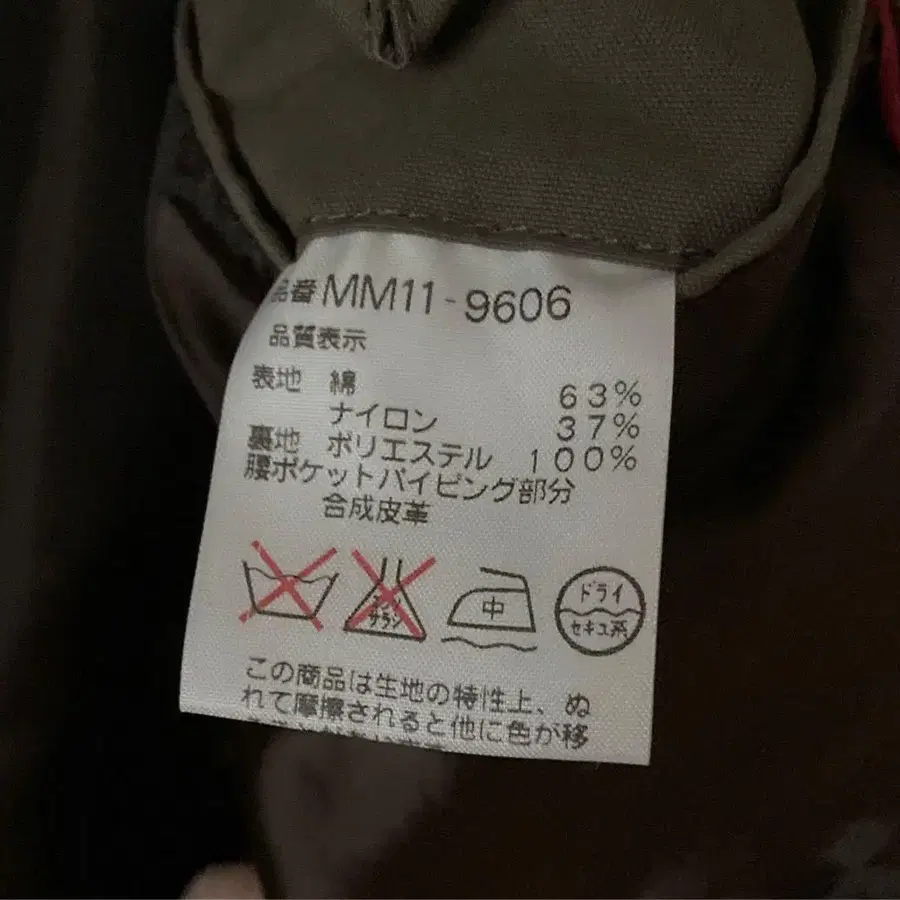 品番 MM11-9606
品質表示
表地 綿 63%
ナイロン 37%
裏地 ポリエステル 100%
腰ポケットパイピング部分
合成皮革
中
ドライ
セキユ系
この商品は生地の特性上、ぬ
れて摩擦されると他に色が移